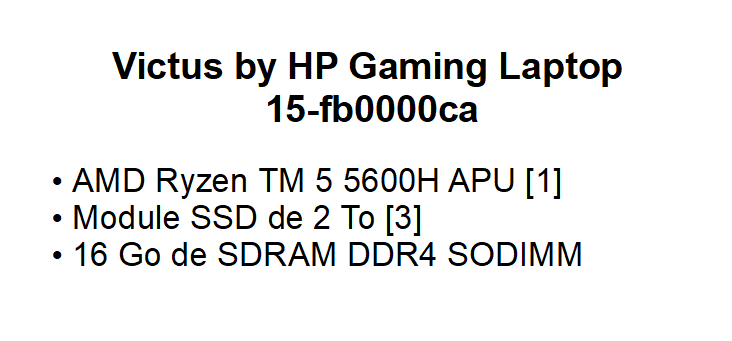 Victus by HP Gaming Laptop
15-fb0000ca
• AMD Ryzen TM 5 5600H APU [1]
• Module SSD de 2 To [3]
• 16 Go de SDRAM DDR4 SODIMM